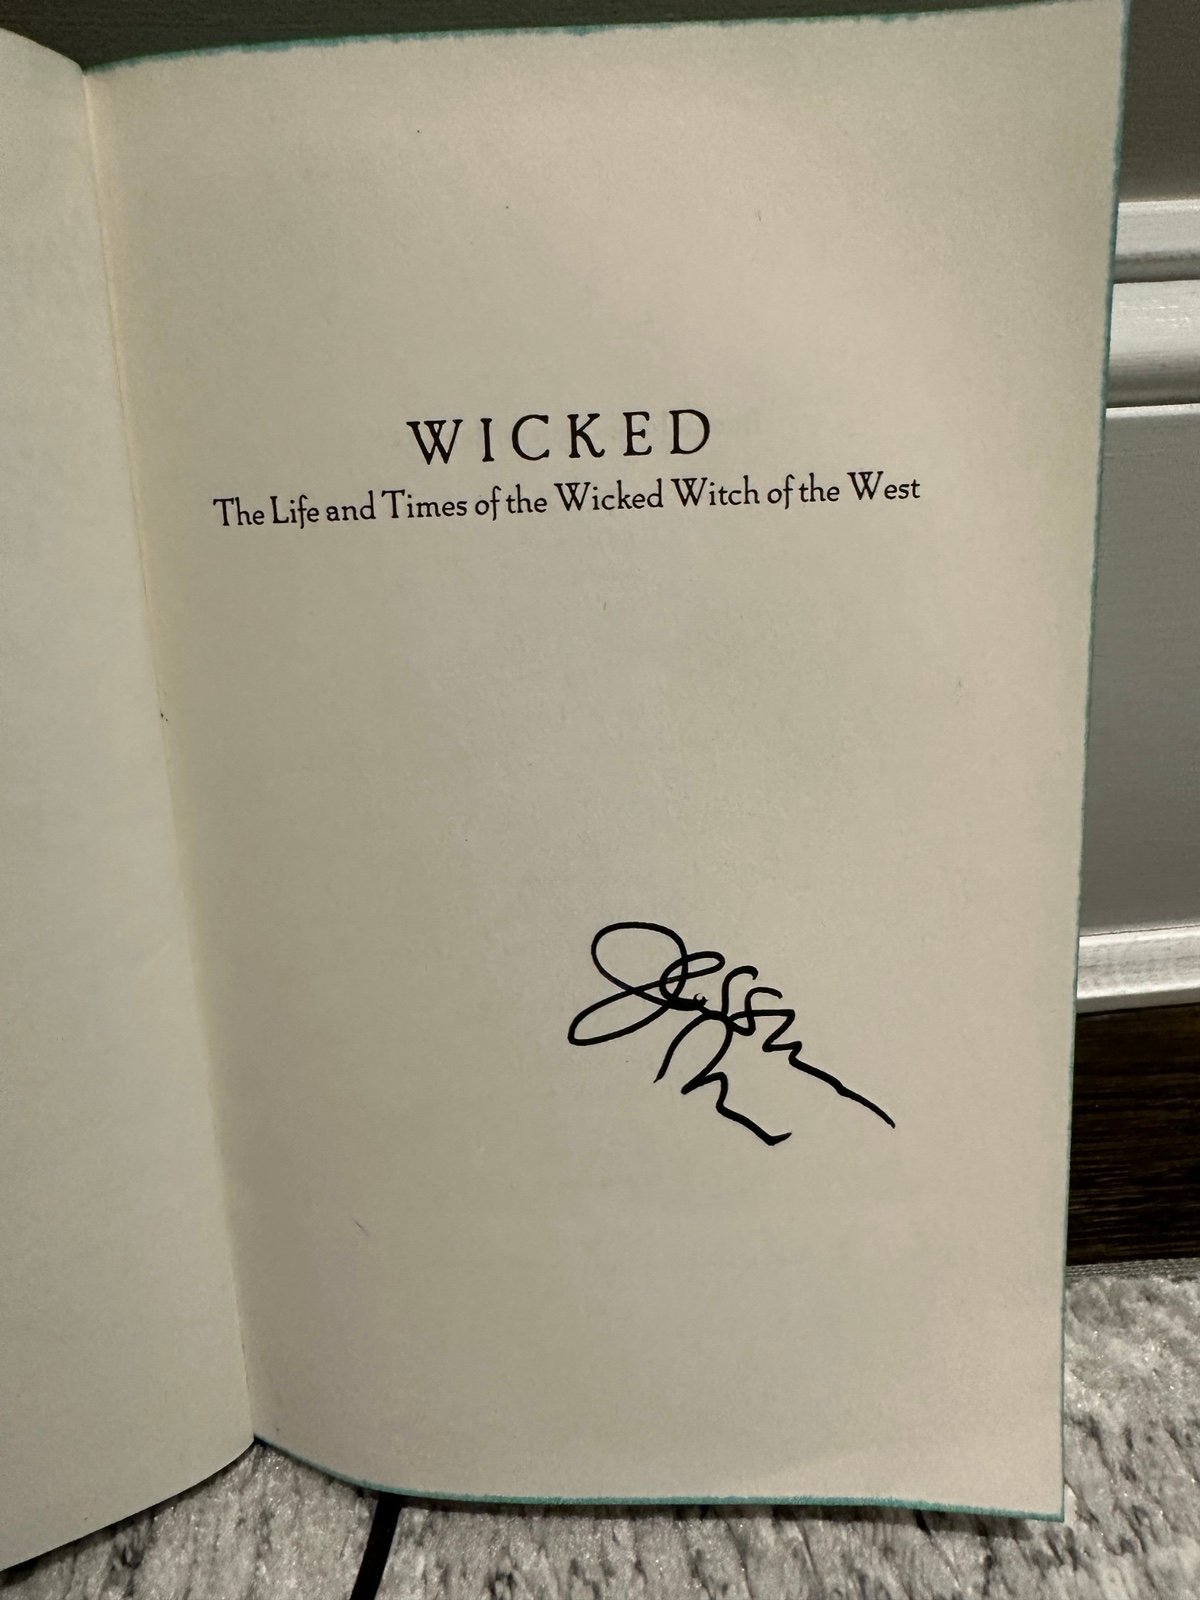 WICKED
The Life and Times of the Wicked Witch of the West